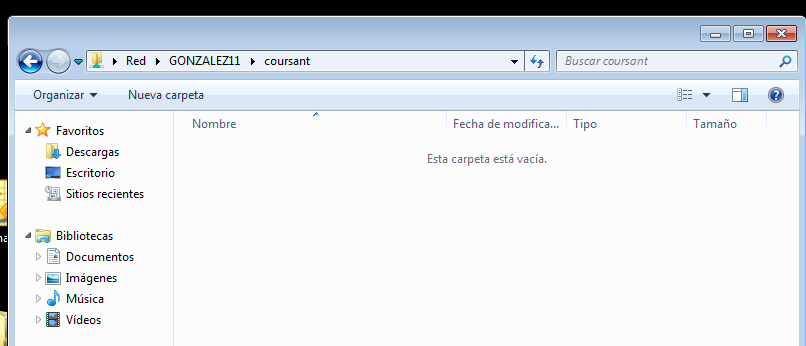 Red GONZALEZ11 coursant
Buscar coursant
Organizar Nueva carpeta
Nombre Fecha de modifica... Tipo Tamaño
Esta carpeta está vacía.
Favoritos
Descargas
Escritorio
Sitios recientes
Bibliotecas
Documentos
Imágenes
Música
Vídeos